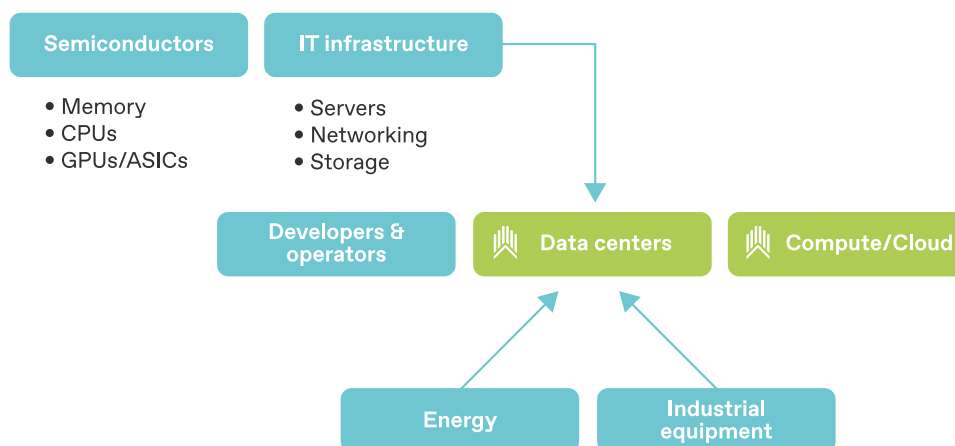 Semiconductors
IT infrastructure
• Memory
• CPUs
• GPUs/ASICs
• Servers
• Networking
• Storage
Developers &
operators
Data centers
Compute/Cloud
Energy
Industrial
equipment